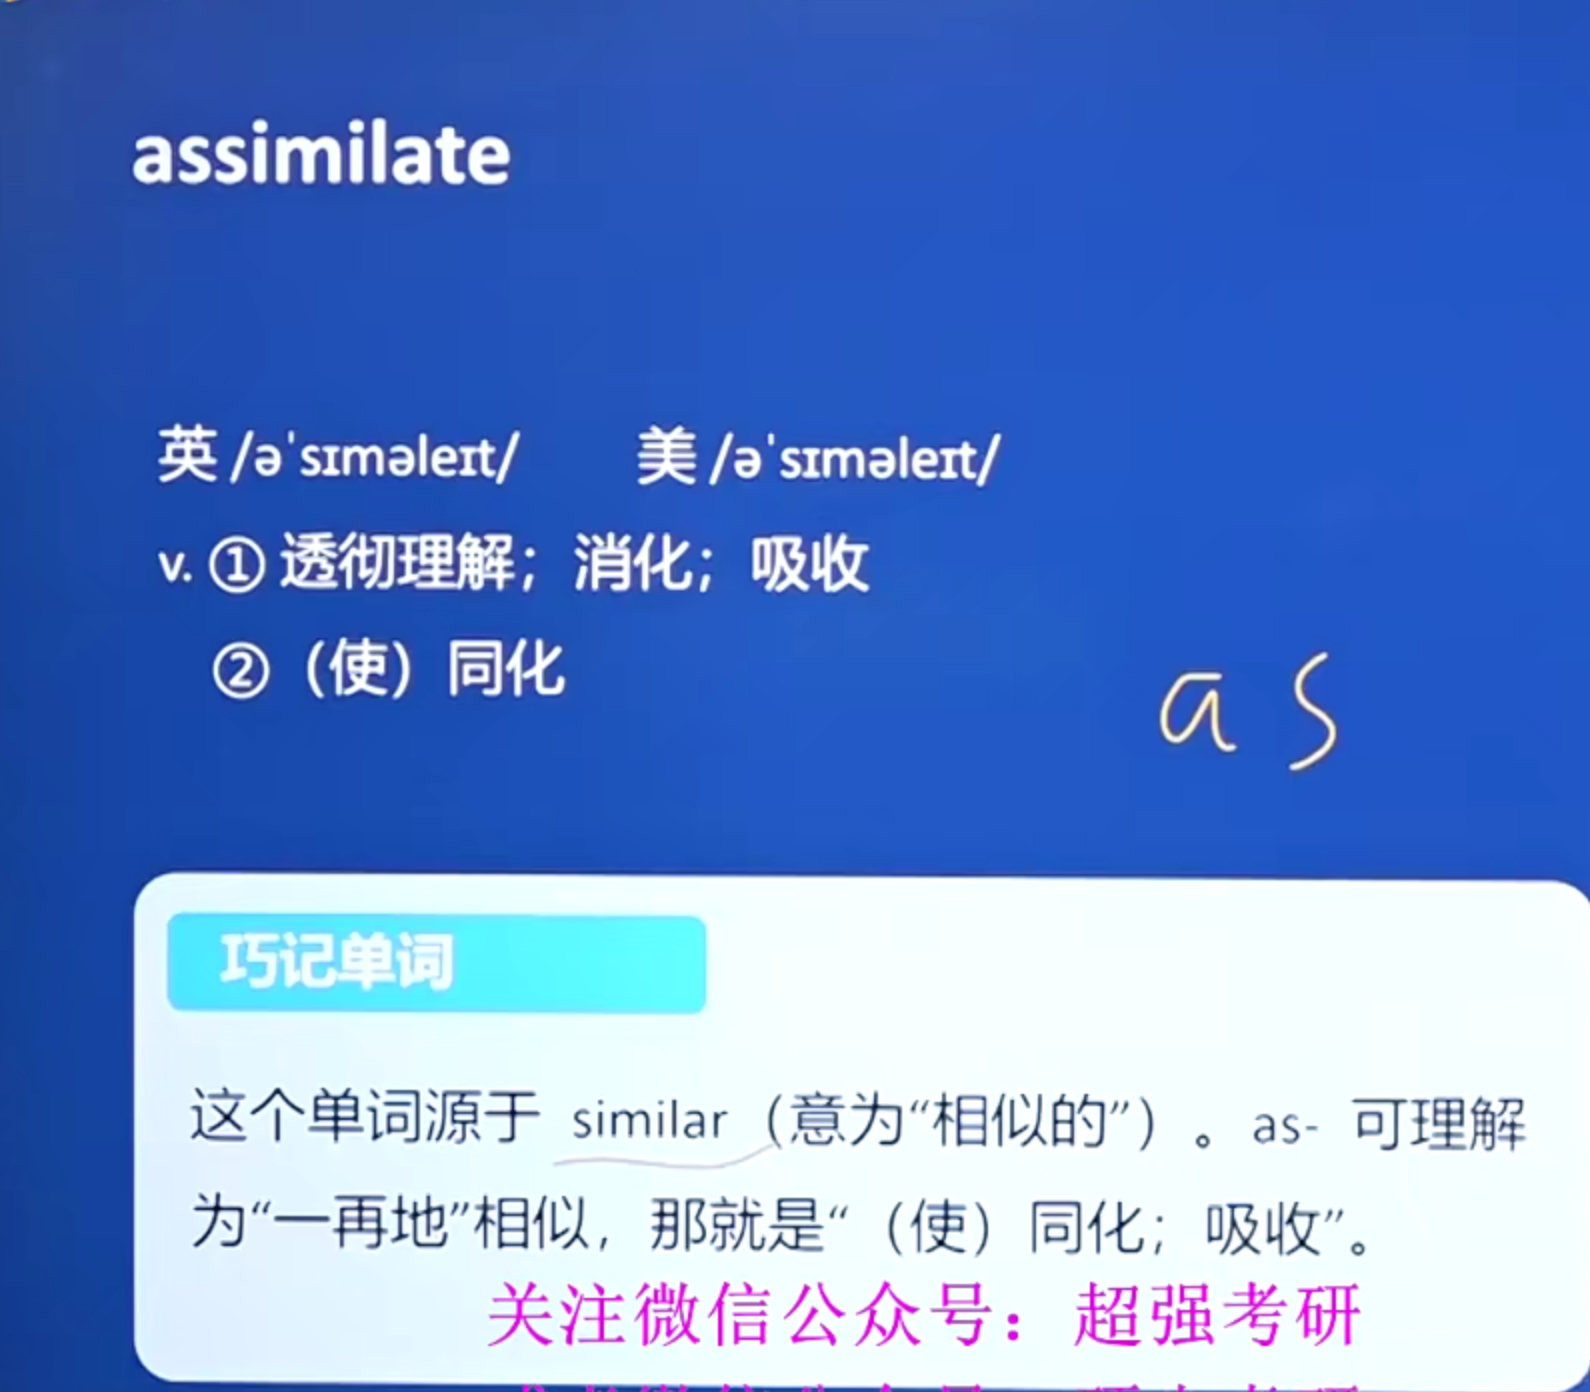 assimilate
英 /əˈsɪməleɪt/ 美 /əˈsɪməleɪt/
v. ① 透彻理解；消化；吸收
②（使）同化
as
巧记单词
这个单词源于 similar（意为“相似的”）。as- 可理解
为“一再地”相似，那就是“（使）同化；吸收”。
关注微信公众号：超强考研